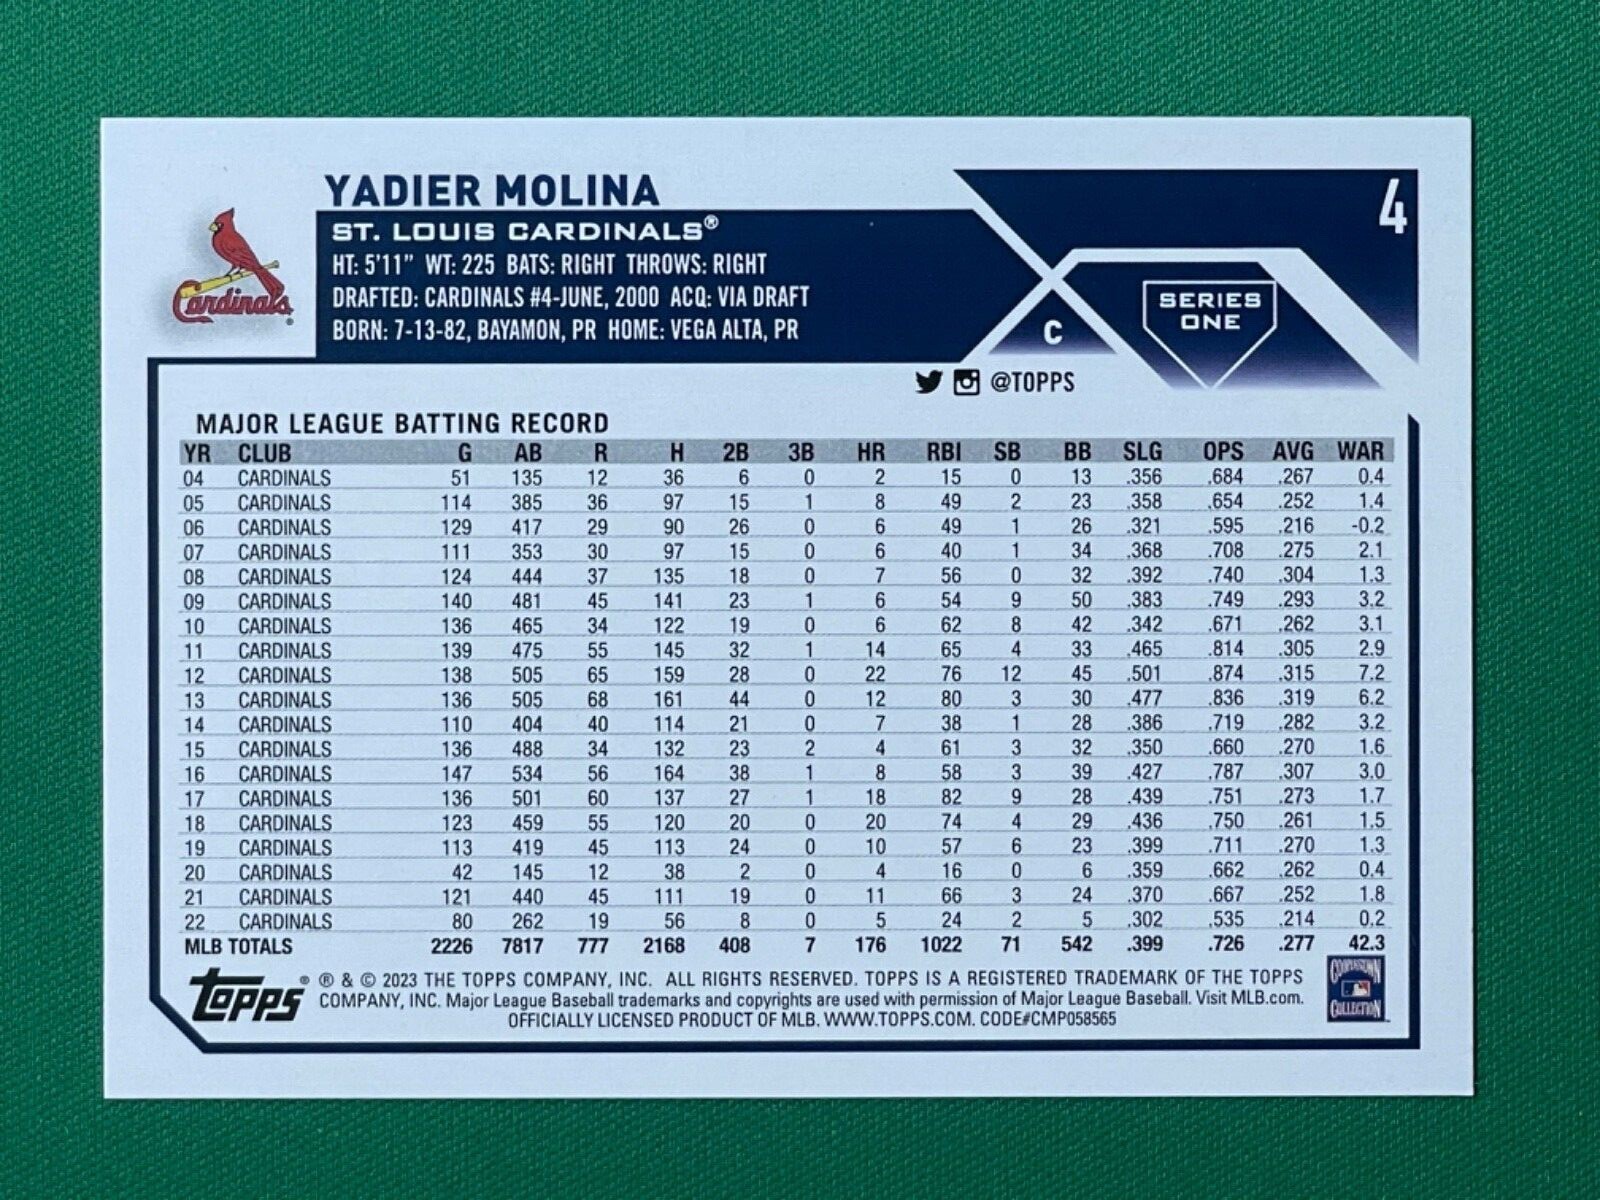 YADIER MOLINA
4
ST. LOUIS CARDINALS®
HT: 5'11" WT: 225 BATS: RIGHT THROWS: RIGHT
DRAFTED: CARDINALS #4-JUNE, 2000 ACQ: VIA DRAFT
BORN: 7-13-82, BAYAMON, PR HOME: VEGA ALTA, PR
Cardinals®
C
SERIES
ONE
@TOPPS
MAJOR LEAGUE BATTING RECORD
YR CLUB G AB R H 2B 3B HR RBI SB BB SLG OPS AVG WAR
04 CARDINALS 51 135 12 36 6 0 2 15 0 13 .356 .684 .267 0.4
05 CARDINALS 114 385 36 97 15 1 8 49 2 23 .358 .654 .252 1.4
06 CARDINALS 129 417 29 90 26 0 6 49 1 26 .321 .595 .216 -0.2
07 CARDINALS 111 353 30 97 15 0 6 40 1 34 .368 .708 .275 2.1
08 CARDINALS 124 444 37 135 18 0 7 56 0 32 .392 .740 .304 1.3
09 CARDINALS 140 481 45 141 23 1 6 54 9 50 .383 .749 .293 3.2
10 CARDINALS 136 465 34 122 19 0 6 62 8 42 .342 .671 .262 3.1
11 CARDINALS 139 475 55 145 32 1 14 65 4 33 .465 .814 .305 2.9
12 CARDINALS 138 505 65 159 28 0 22 76 12 45 .501 .874 .315 7.2
13 CARDINALS 136 505 68 161 44 0 12 80 3 30 .477 .836 .319 6.2
14 CARDINALS 110 404 40 114 21 0 7 38 1 28 .386 .719 .282 3.2
15 CARDINALS 136 488 34 132 23 2 4 61 3 32 .350 .660 .270 1.6
16 CARDINALS 147 534 56 164 38 1 8 58 3 39 .427 .787 .307 3.0
17 CARDINALS 136 501 60 137 27 1 18 82 9 28 .439 .751 .273 1.7
18 CARDINALS 123 459 55 120 20 0 20 74 4 29 .436 .750 .261 1.5
19 CARDINALS 113 419 45 113 24 0 10 57 6 23 .399 .711 .270 1.3
20 CARDINALS 42 145 12 38 2 0 4 16 0 6 .359 .662 .262 0.4
21 CARDINALS 121 440 45 111 19 0 11 66 3 24 .370 .667 .252 1.8
22 CARDINALS 80 262 19 56 8 0 5 24 2 5 .302 .535 .214 0.2
MLB TOTALS 2226 7817 777 2168 408 7 176 1022 71 542 .399 .726 .277 42.3
topps®
® & © 2023 THE TOPPS COMPANY, INC. ALL RIGHTS RESERVED. TOPPS IS A REGISTERED TRADEMARK OF THE TOPPS
COMPANY, INC. Major League Baseball trademarks and copyrights are used with permission of Major League Baseball. Visit MLB.com.
OFFICIALLY LICENSED PRODUCT OF MLB. WWW.TOPPS.COM. CODE#CMP058565
COOPERSTOWN
COLLECTION